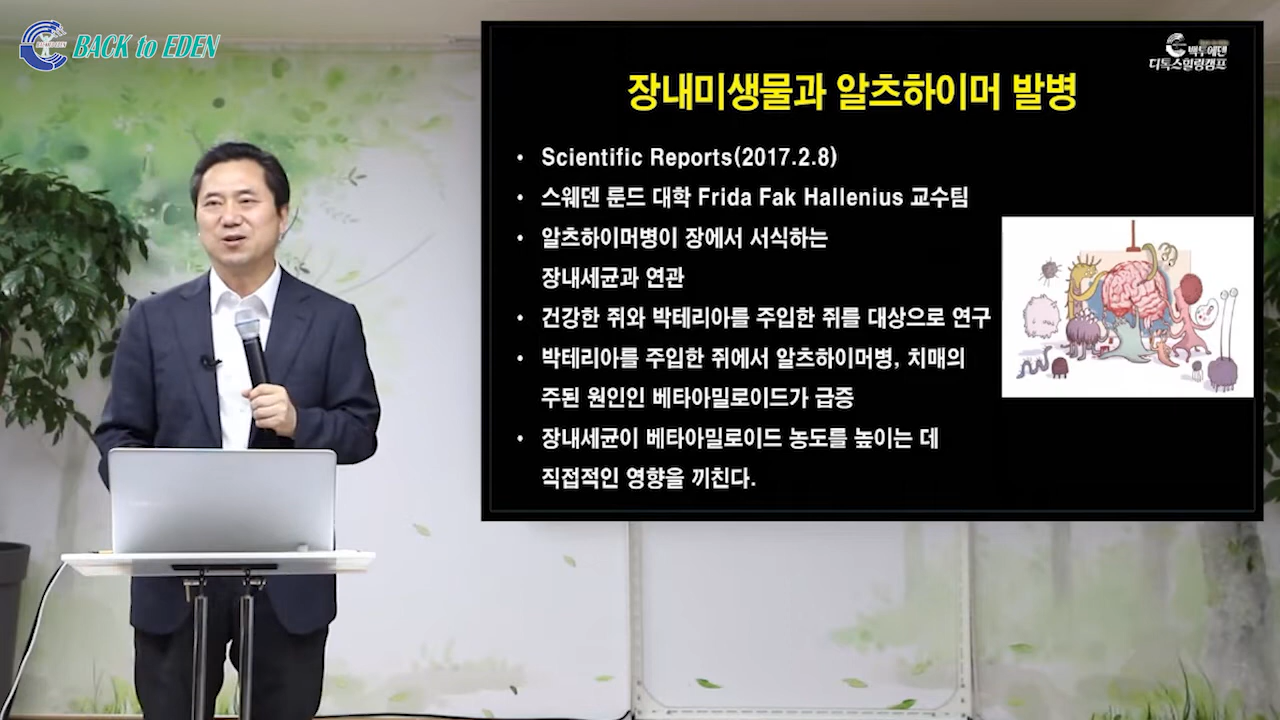 BACK to EDEN
백투에덴
디톡스힐링캠프
장내미생물과 알츠하이머 발병
• Scientific Reports(2017.2.8)
• 스웨덴 룬드 대학 Frida Fak Hallenius 교수팀
• 알츠하이머병이 장에서 서식하는
장내세균과 연관
• 건강한 쥐와 박테리아를 주입한 쥐를 대상으로 연구
• 박테리아를 주입한 쥐에서 알츠하이머병, 치매의
주된 원인인 베타아밀로이드가 급증
• 장내세균이 베타아밀로이드 농도를 높이는 데
직접적인 영향을 끼친다.